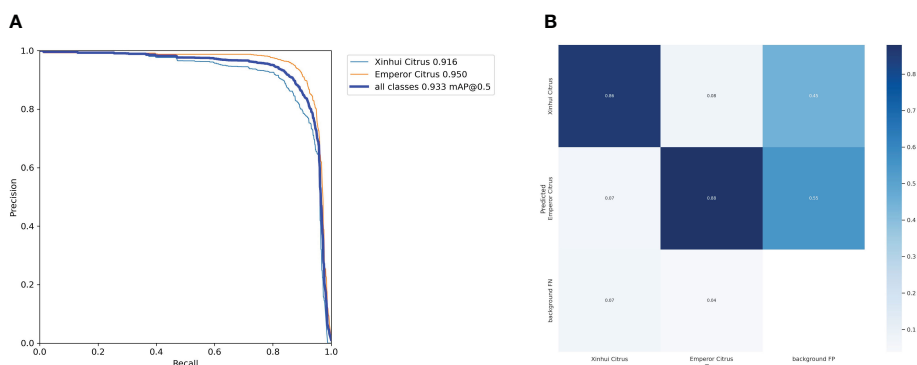 A
B
1.0
0.8
0.6
0.4
0.2
0.0
Precision
0.0 0.2 0.4 0.6 0.8 1.0
Recall
Xinhui Citrus 0.916
Emperor Citrus 0.950
all classes 0.933 mAP@0.5
Xinhui Citrus
Predicted
Emperor Citrus
background FN
0.86 0.08 0.45
0.07 0.88 0.55
0.07 0.04
Xinhui Citrus Emperor Citrus background FP
0.8
0.7
0.6
0.5
0.4
0.3
0.2
0.1